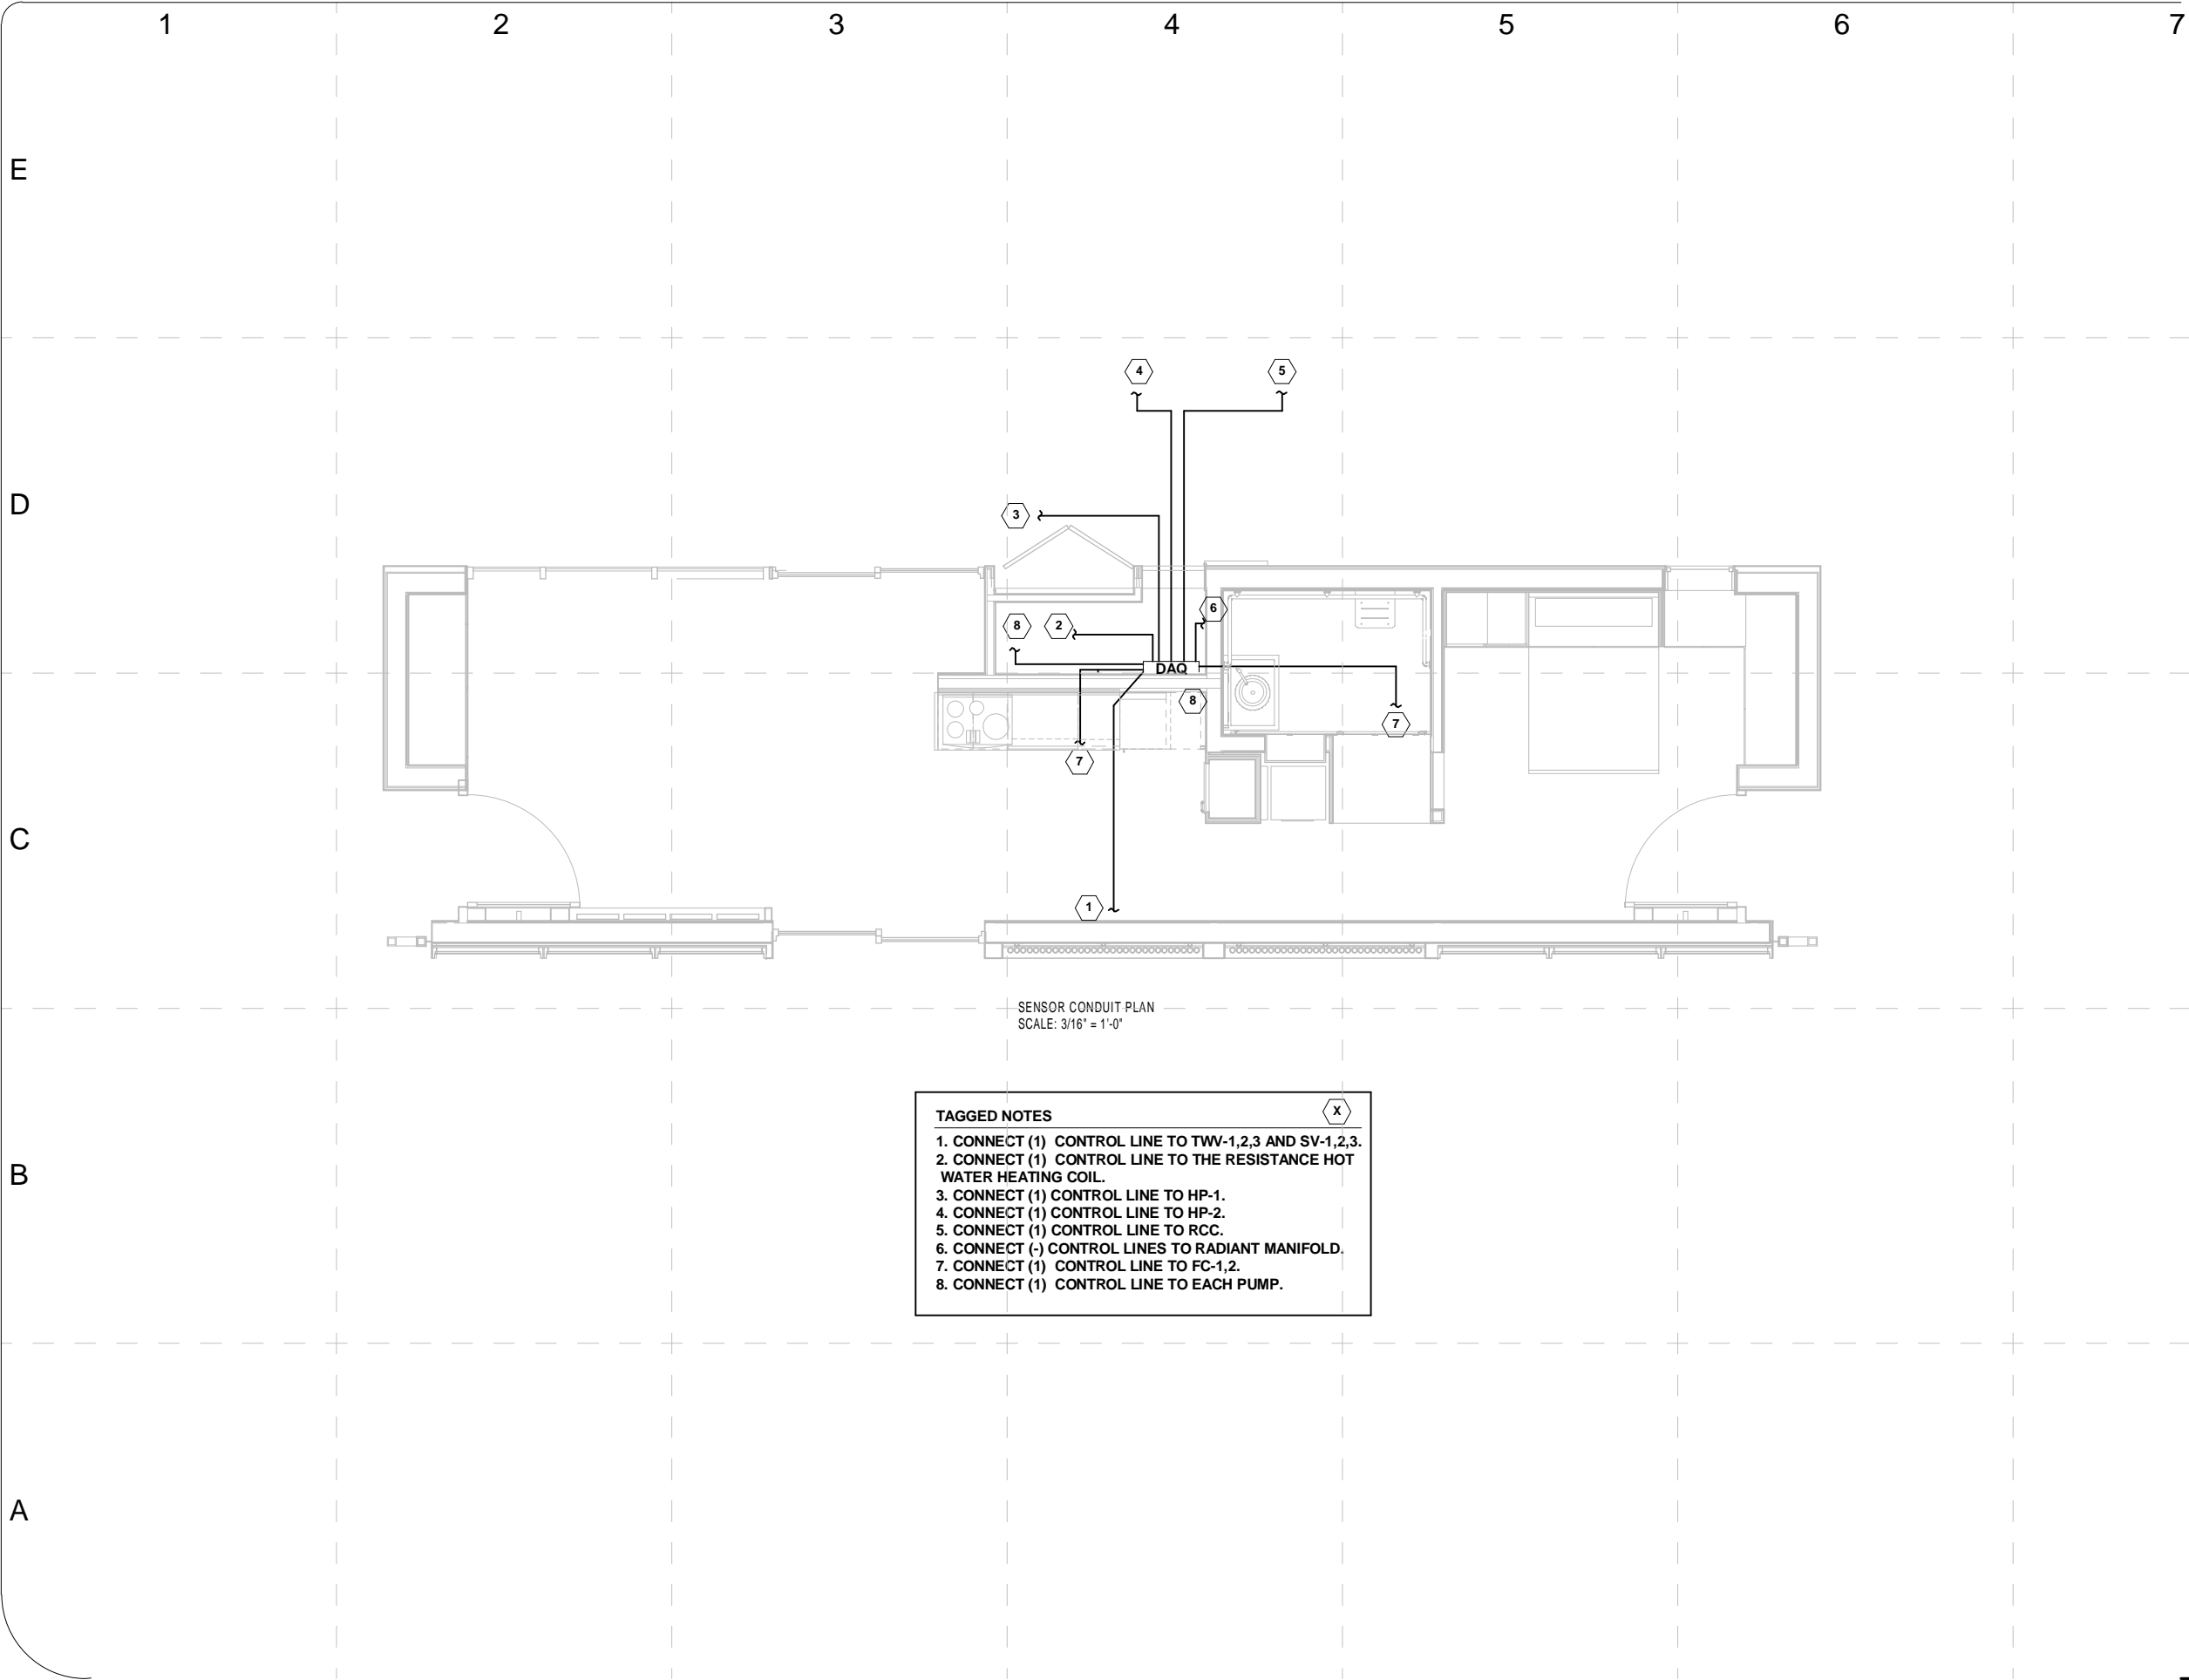 1 2 3 4 5 6 7
E
4 5
D
3
6
8 2
DAQ
8
7
7
C
1
SENSOR CONDUIT PLAN
SCALE: 3/16" = 1'-0"
TAGGED NOTES X
1. CONNECT (1) CONTROL LINE TO TWV-1,2,3 AND SV-1,2,3.
2. CONNECT (1) CONTROL LINE TO THE RESISTANCE HOT
WATER HEATING COIL.
3. CONNECT (1) CONTROL LINE TO HP-1.
4. CONNECT (1) CONTROL LINE TO HP-2.
5. CONNECT (1) CONTROL LINE TO RCC.
6. CONNECT (-) CONTROL LINES TO RADIANT MANIFOLD.
7. CONNECT (1) CONTROL LINE TO FC-1,2.
8. CONNECT (1) CONTROL LINE TO EACH PUMP.
B
A